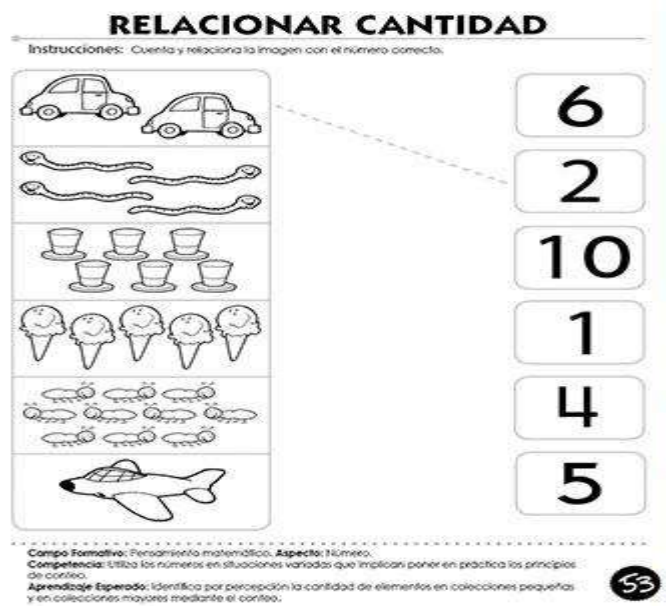 RELACIONAR CANTIDAD
Instrucciones: Cuenta y relaciona la imagen con el número correcto.
6
2
10
1
4
5
Campo Formativo: Pensamiento matemático. Aspecto: Número.
Competencia: Utiliza los números en situaciones variadas que implican poner en práctica los principios
de conteo.
Aprendizaje Esperado: Identifica por percepción la cantidad de elementos en colecciones pequeñas
y en colecciones mayores mediante el conteo.
53